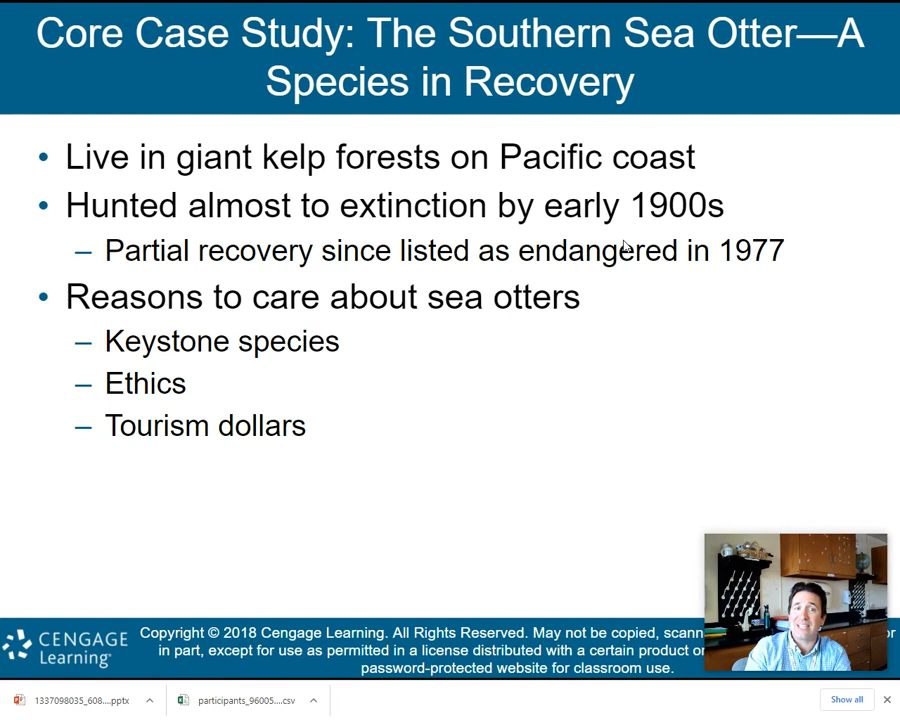 Core Case Study: The Southern Sea Otter—A
Species in Recovery
• Live in giant kelp forests on Pacific coast
• Hunted almost to extinction by early 1900s
– Partial recovery since listed as endangered in 1977
• Reasons to care about sea otters
– Keystone species
– Ethics
– Tourism dollars
CENGAGE
Learning®
Copyright © 2018 Cengage Learning. All Rights Reserved. May not be copied, scann
or
in part, except for use as permitted in a license distributed with a certain product or
password-protected website for classroom use.
1337098035_608....pptx
participants_96005....csv
Show all